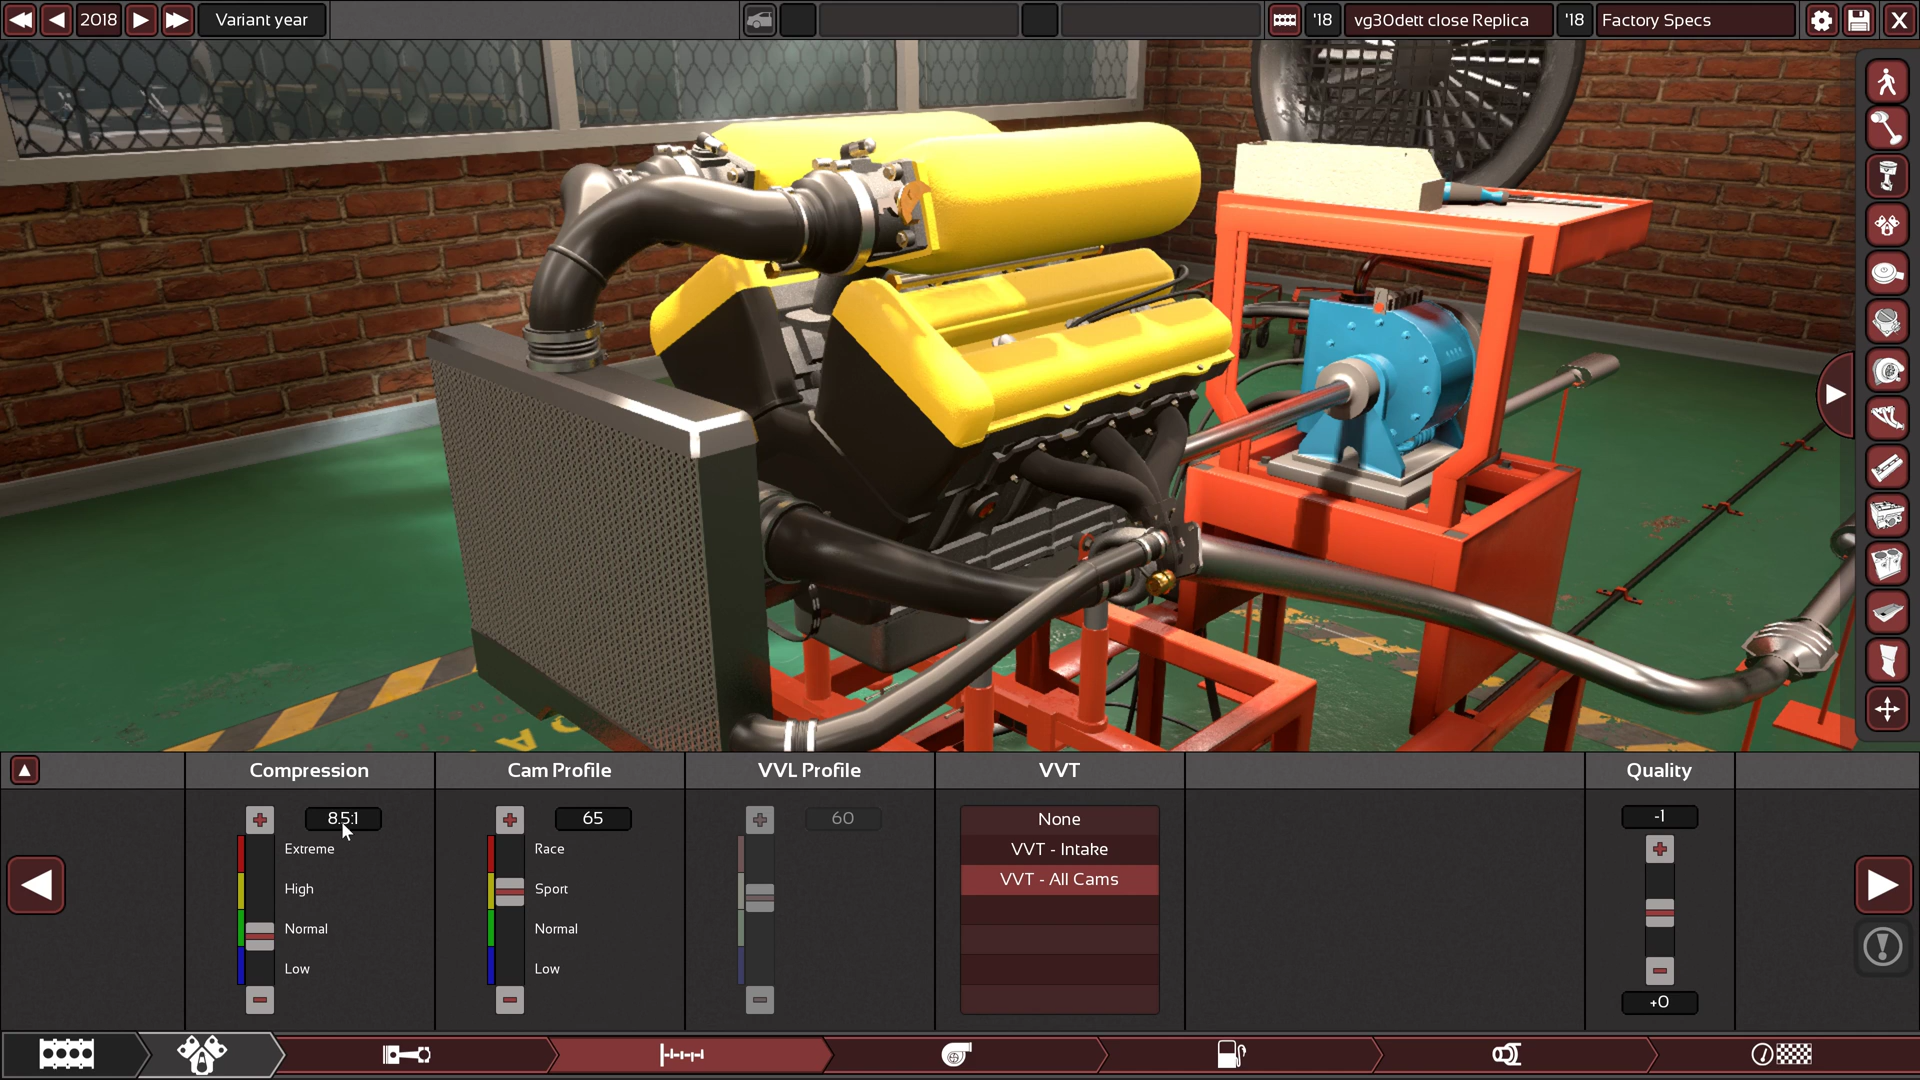 2018
Variant year
'18
vg30dett close Replica
'18
Factory Specs
Compression
Cam Profile
VVL Profile
VVT
Quality
8.5:1
Extreme
High
Normal
Low
65
Race
Sport
Normal
Low
60
None
VVT - Intake
VVT - All Cams
-1
+0